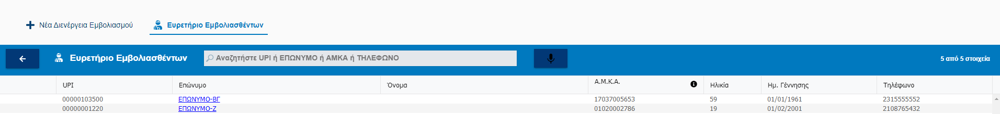 Νέα Διενέργεια Εμβολιασμού Ευρετήριο Εμβολιασθέντων
Ευρετήριο Εμβολιασθέντων Αναζητήστε UPI ή ΕΠΩΝΥΜΟ ή ΑΜΚΑ ή ΤΗΛΕΦΩΝΟ 5 από 5 στοιχεία
UPI Επώνυμο Όνομα Α.Μ.Κ.Α. Ηλικία Ημ. Γέννησης Τηλέφωνο
00000103500 ΕΠΩΝΥΜΟ-ΒΓ 17037005653 59 01/01/1961 2315555552
00000001220 ΕΠΩΝΥΜΟ-Ζ 01020002786 19 01/02/2001 2108765432